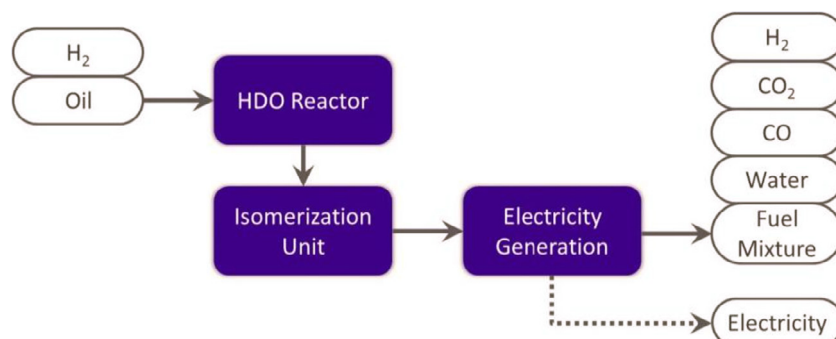 H₂
Oil
HDO Reactor
Isomerization
Unit
Electricity
Generation
H₂
CO₂
CO
Water
Fuel
Mixture
Electricity